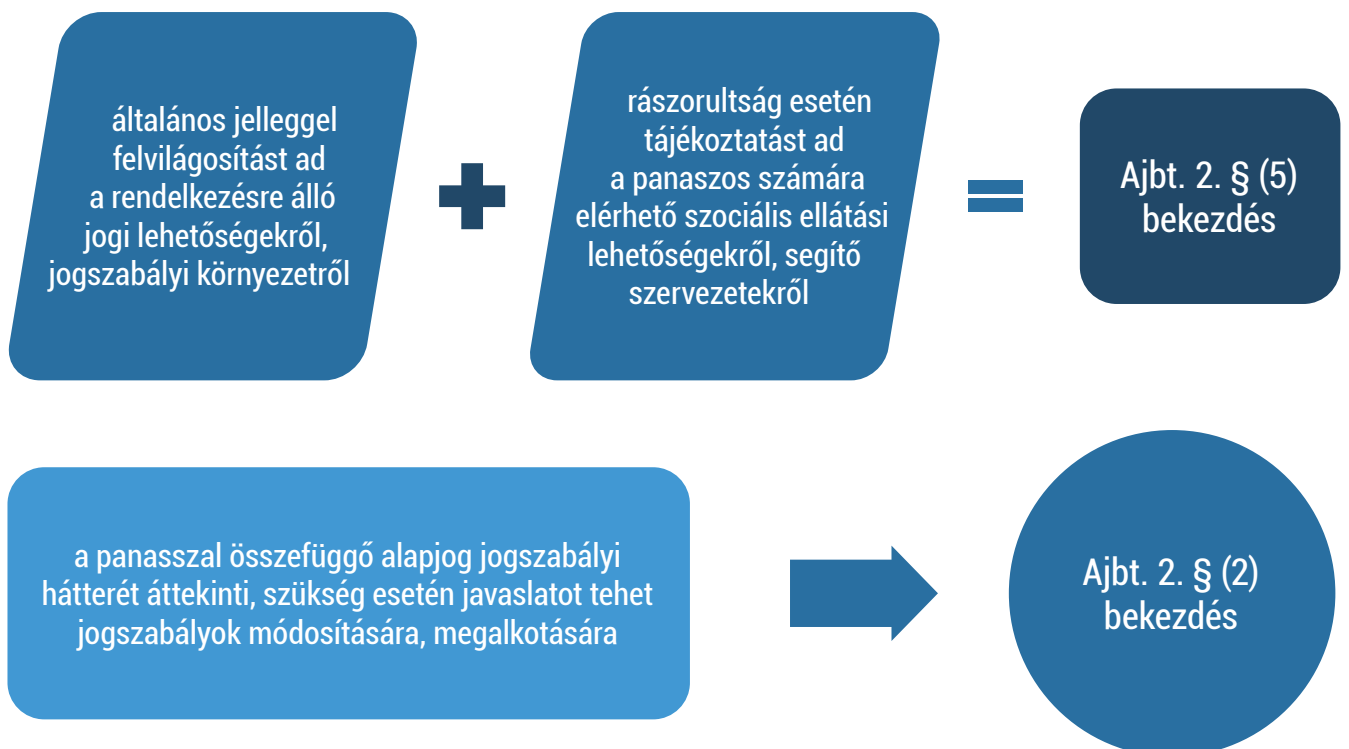 általános jelleggel
felvilágosítást ad
a rendelkezésre álló
jogi lehetőségekről,
jogszabályi környezetről
rászorultság esetén
tájékoztatást ad
a panaszos számára
elérhető szociális ellátási
lehetőségekről, segítő
szervezetekről
Ajbt. 2. § (5)
bekezdés
a panasszal összefüggő alapjog jogszabályi
hátterét áttekinti, szükség esetén javaslatot tehet
jogszabályok módosítására, megalkotására
Ajbt. 2. § (2)
bekezdés